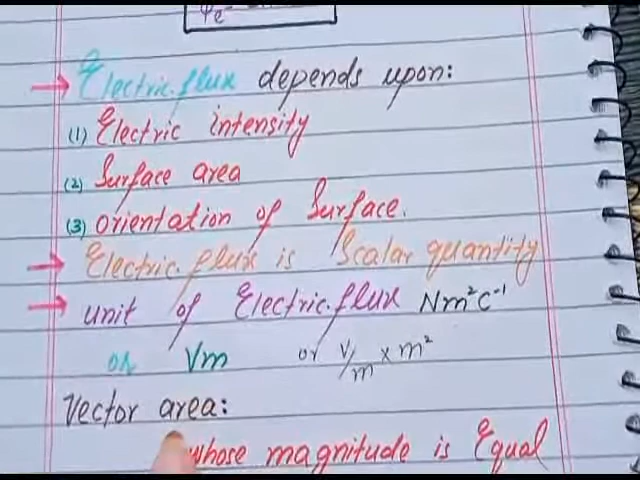 → Electric flux depends upon:
(1) Electric intensity
(2) Surface area
(3) orientation of Surface.
→ Electric flux is Scalar quantity
→ unit of Electric flux Nm²C⁻¹
or Vm or V/m × m²
Vector area:
whose magnitude is Equal